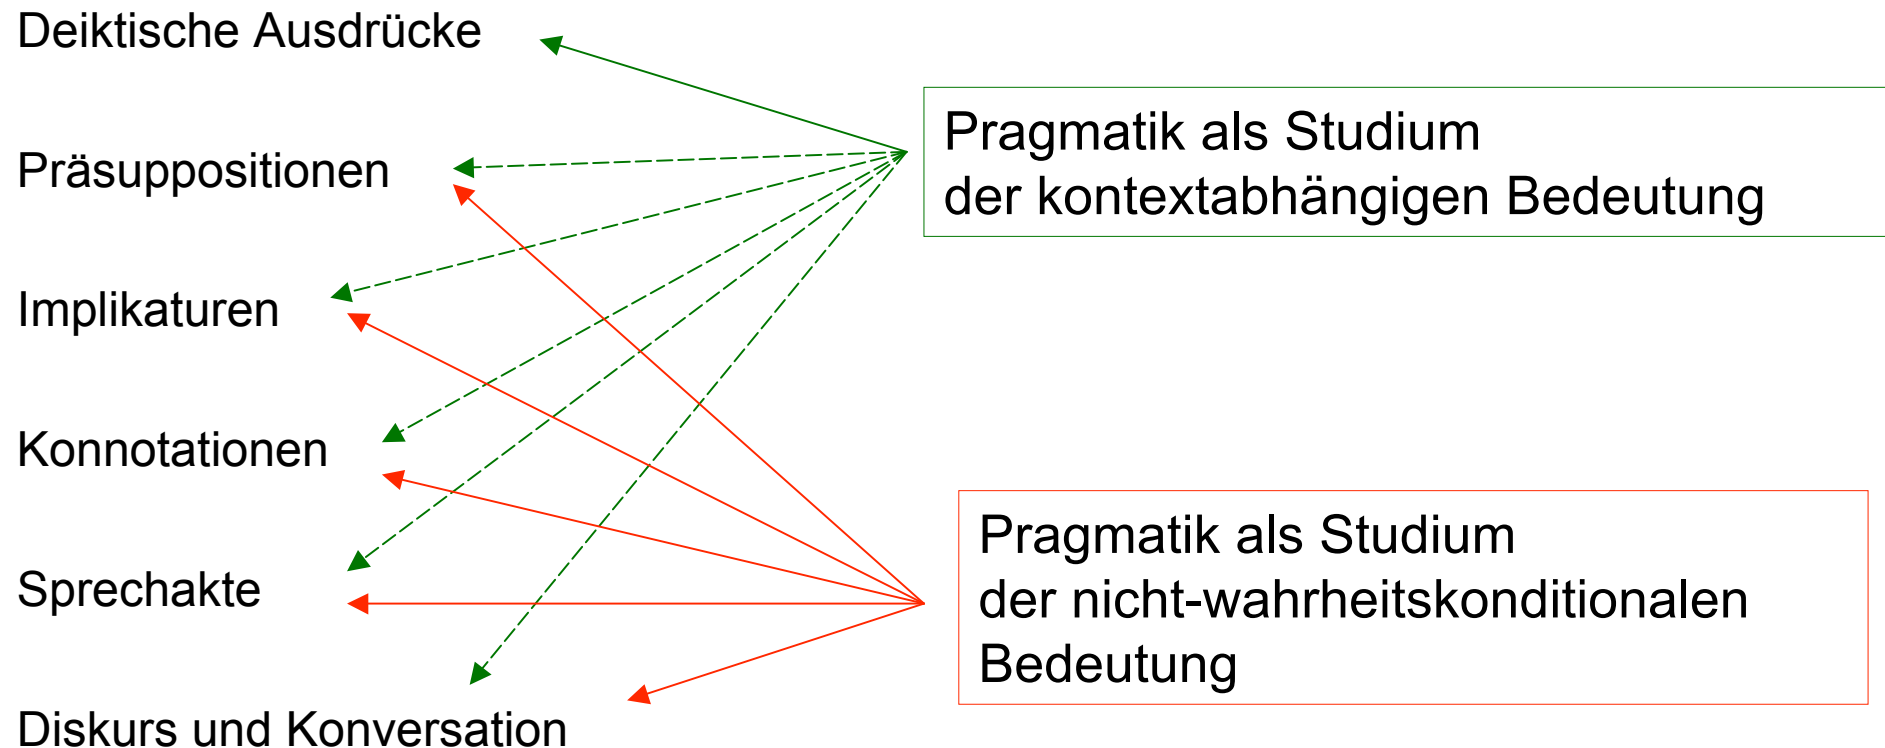 Deiktische Ausdrücke
Präsuppositionen
Implikaturen
Konnotationen
Sprechakte
Diskurs und Konversation
Pragmatik als Studium
der kontextabhängigen Bedeutung
Pragmatik als Studium
der nicht-wahrheitskonditionalen
Bedeutung